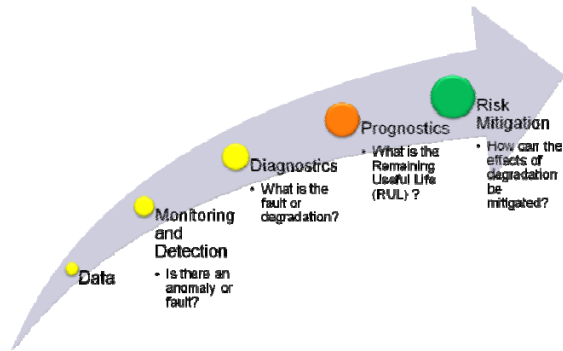 Data
Monitoring
and
Detection
• Is there an
anomaly or
fault?
Diagnostics
• What is the
fault or
degradation?
Prognostics
• What is the
Remaining
Useful Life
(RUL) ?
Risk
Mitigation
• How can the
effects of
degradation
be
mitigated?